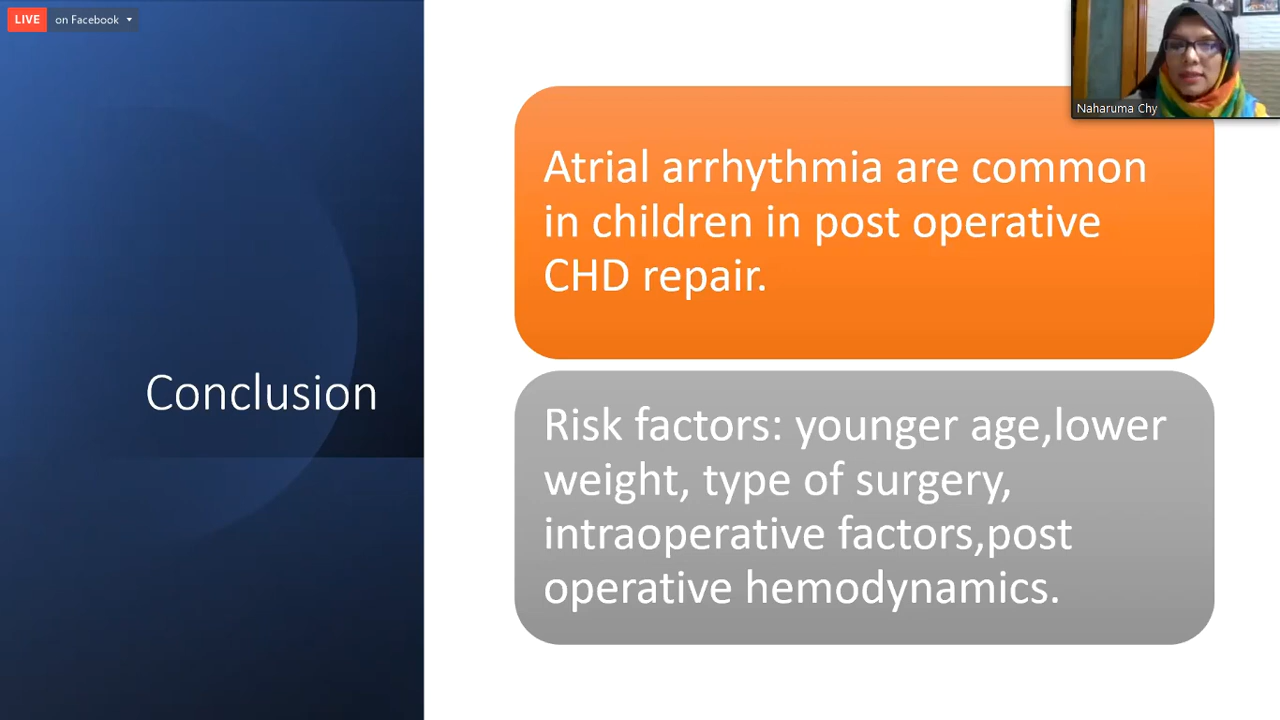 LIVE on Facebook
Naharuma Chy
Atrial arrhythmia are common
in children in post operative
CHD repair.
Conclusion
Risk factors: younger age,lower
weight, type of surgery,
intraoperative factors,post
operative hemodynamics.